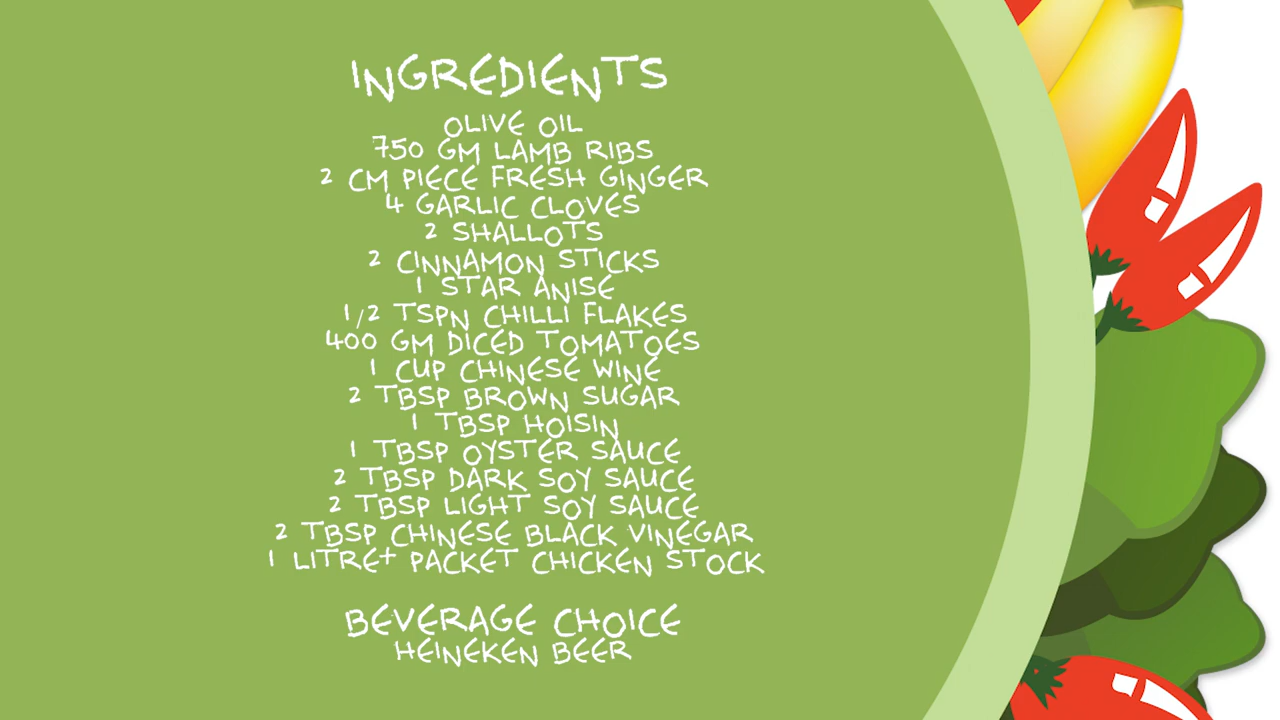 INGREDIENTS
OLIVE OIL
750 GM LAMB RIBS
2 CM PIECE FRESH GINGER
4 GARLIC CLOVES
2 SHALLOTS
2 CINNAMON STICKS
1 STAR ANISE
1/2 TSPN CHILLI FLAKES
400 GM DICED TOMATOES
1 CUP CHINESE WINE
2 TBSP BROWN SUGAR
1 TBSP HOISIN
1 TBSP OYSTER SAUCE
2 TBSP DARK SOY SAUCE
2 TBSP LIGHT SOY SAUCE
2 TBSP CHINESE BLACK VINEGAR
1 LITRE+ PACKET CHICKEN STOCK
BEVERAGE CHOICE
HEINEKEN BEER